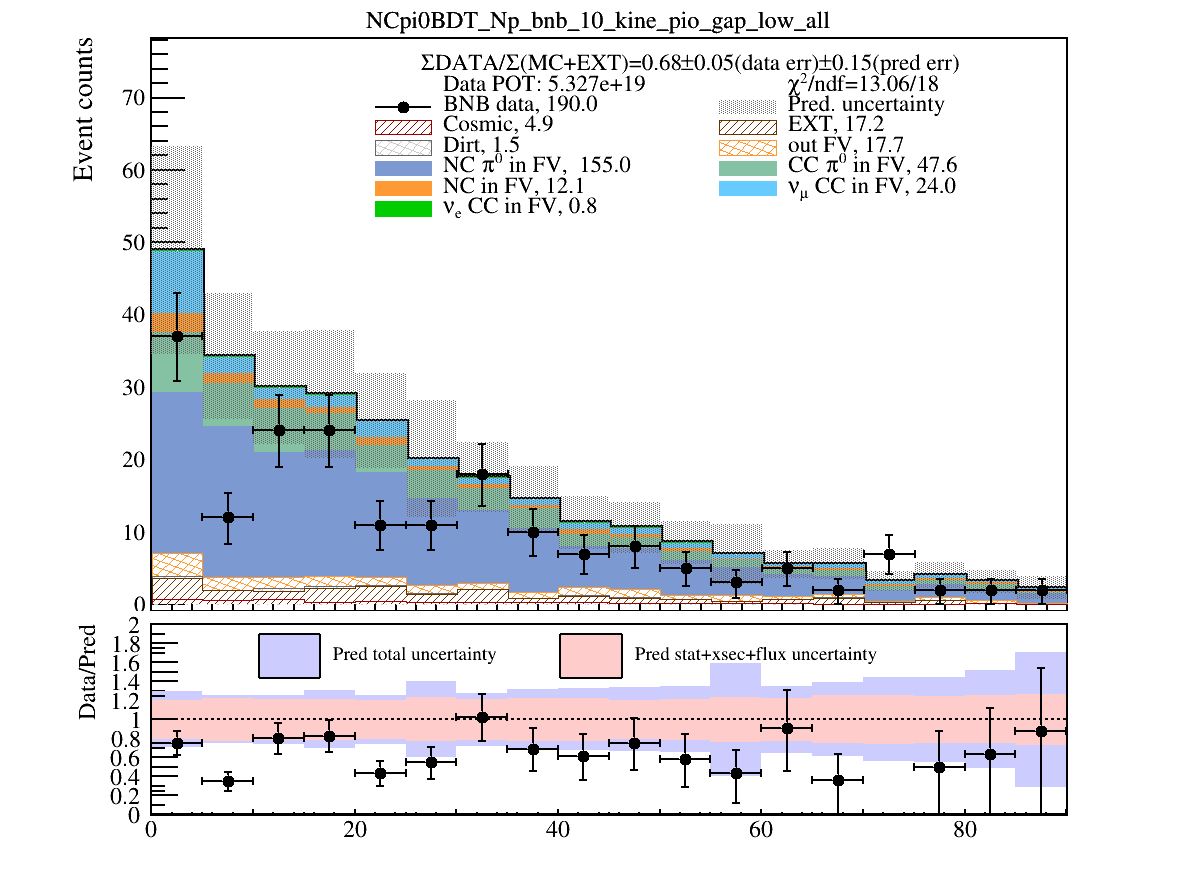 NCpi0BDT_Np_bnb_10_kine_pio_gap_low_all
ΣDATA/Σ(MC+EXT)=0.68±0.05(data err)±0.15(pred err)
Data POT: 5.327e+19
χ²/ndf=13.06/18
BNB data, 190.0
Pred. uncertainty
Cosmic, 4.9
EXT, 17.2
Dirt, 1.5
out FV, 17.7
NC π⁰ in FV, 155.0
CC π⁰ in FV, 47.6
NC in FV, 12.1
νμ CC in FV, 24.0
νe CC in FV, 0.8
Event counts
70
60
50
40
30
20
10
0
Data/Pred
Pred total uncertainty
Pred stat+xsec+flux uncertainty
2
1.8
1.6
1.4
1.2
1
0.8
0.6
0.4
0.2
0
0 20 40 60 80